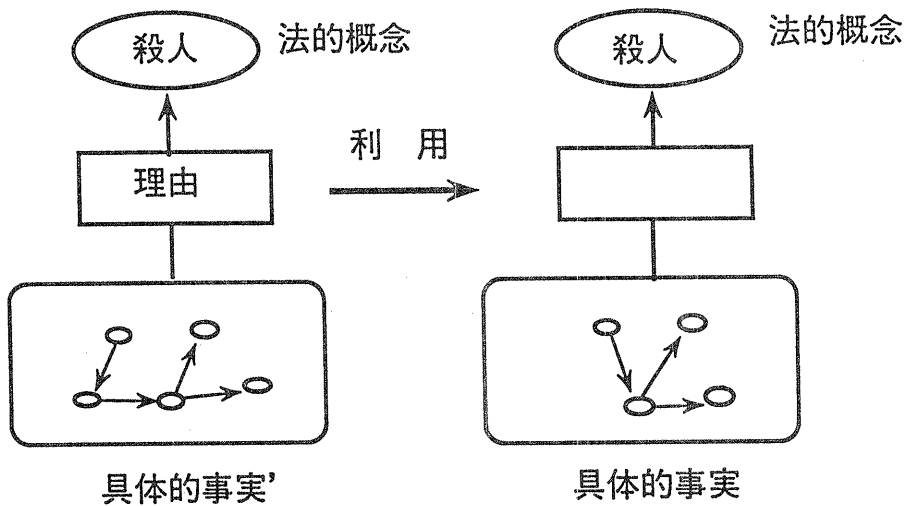 殺人
法的概念
殺人
法的概念
理由
利 用
具体的事実’
具体的事実